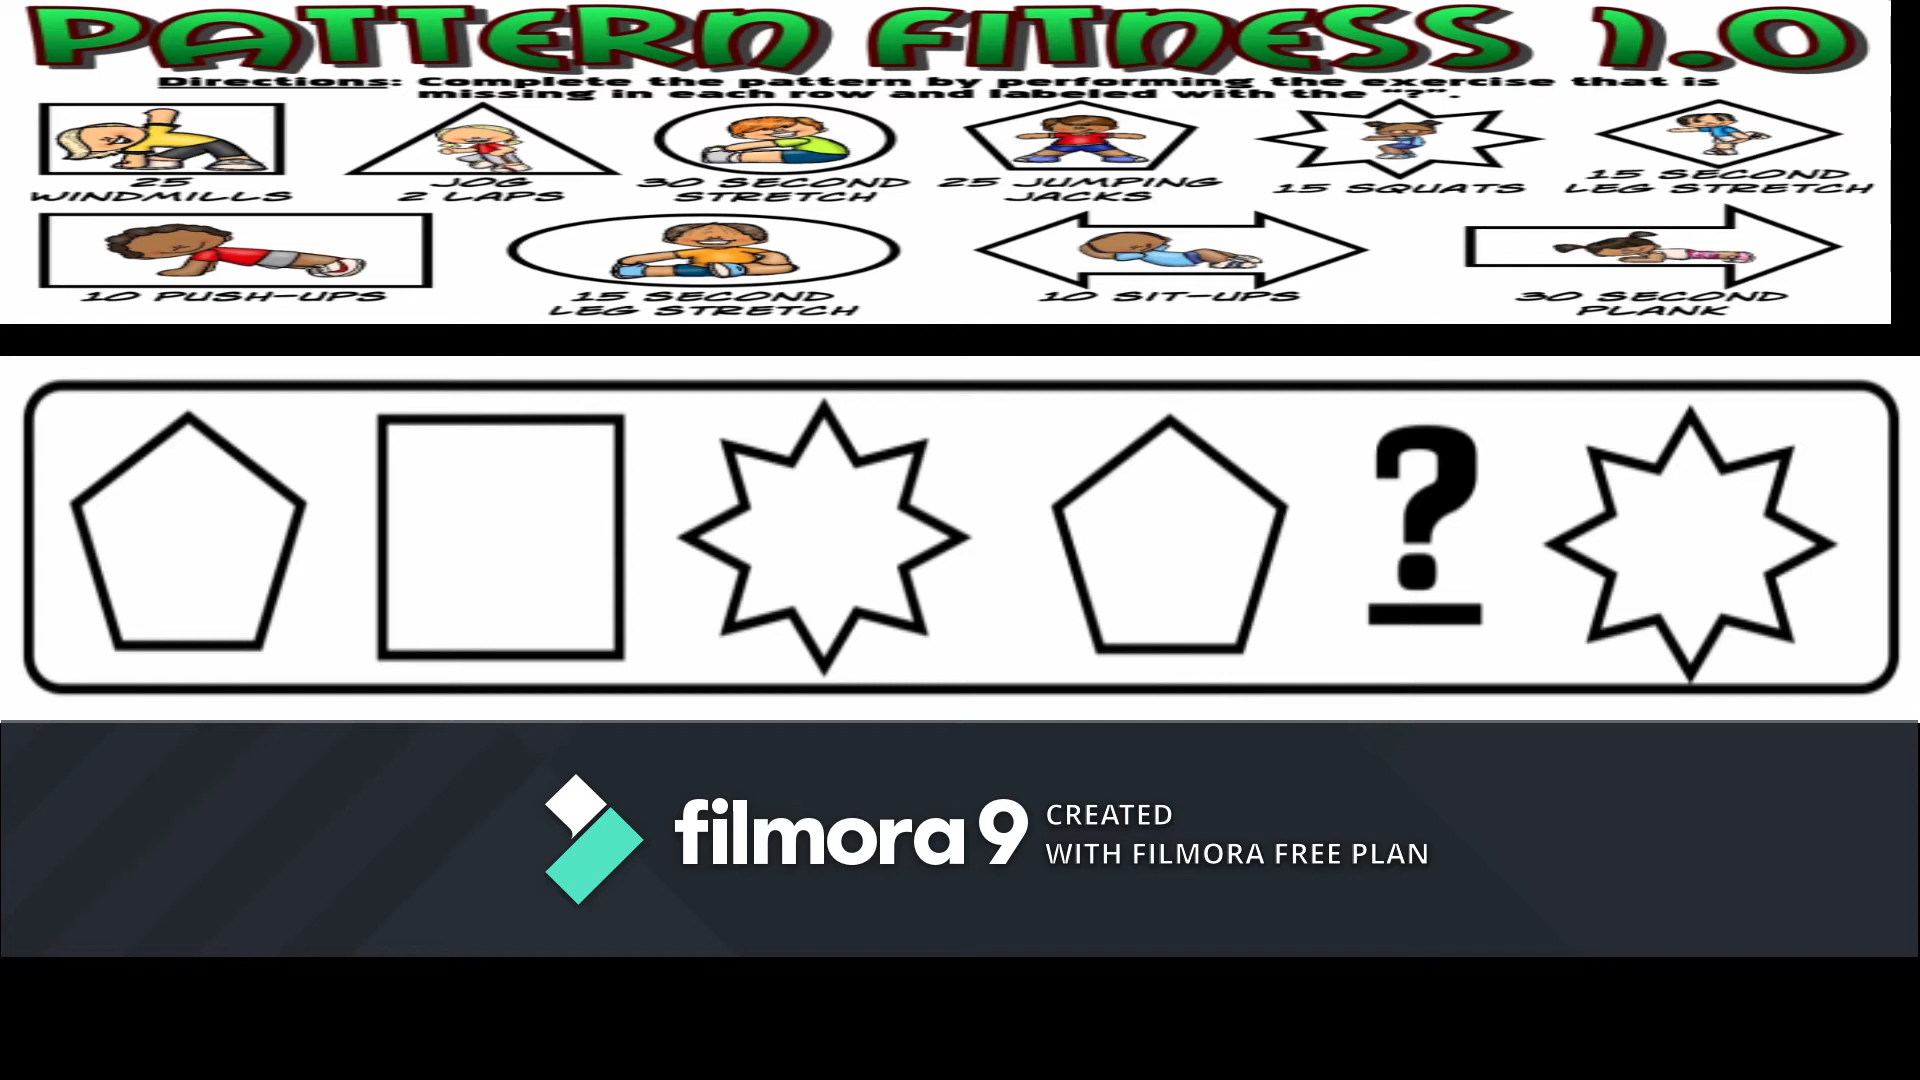 PATTERN FITNESS 1.0
Directions: Complete the pattern by performing the exercise that is
missing in each row and labeled with the "?".
25
WINDMILLS
JOG
2 LAPS
30 SECOND
STRETCH
25 JUMPING
JACKS
15 SQUATS
15 SECOND
LEG STRETCH
10 PUSH-UPS
15 SECOND
LEG STRETCH
10 SIT-UPS
30 SECOND
PLANK
?
filmora 9
CREATED
WITH FILMORA FREE PLAN